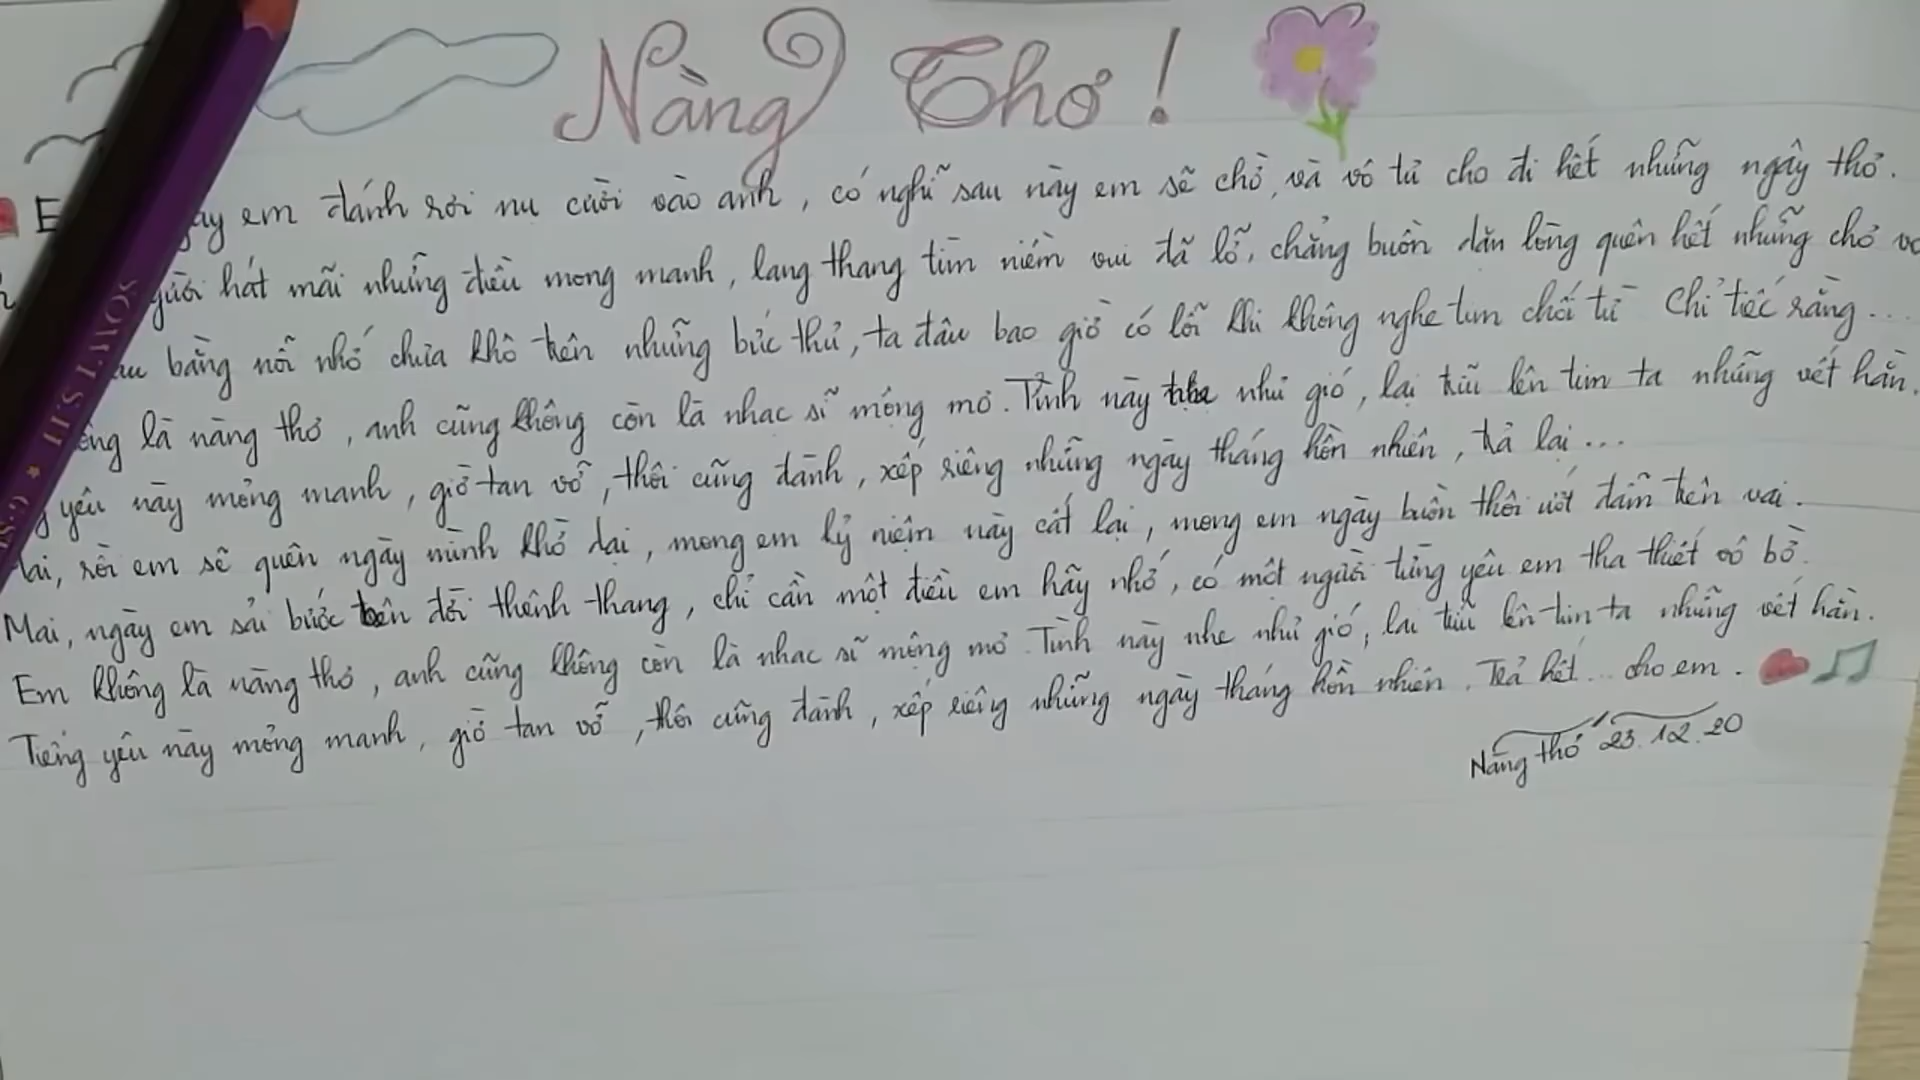 Nàng Thơ!
em đánh rơi nụ cười vào anh, có nghĩ sau này em sẽ chờ, và vô tư cho đi hết những ngày thơ.
hát mãi những điều mong manh, lang thang tìm niềm vui đã lỡ, chẳng buồn dặn lòng quên hết những chơ vơ
bằng nỗi nhớ chưa khô trên những bức thư, ta đâu bao giờ có lỗi khi không nghe tim chối từ Chỉ tiếc rằng...
là nàng thơ, anh cũng không còn là nhạc sĩ mộng mơ. Tình này như gió, lại trĩu lên tim ta những vết hằn.
yêu này mỏng manh, giờ tan vỡ, thôi cũng đành, xếp riêng những ngày tháng hồn nhiên, trả lại...
Mai, rồi em sẽ quên ngày mình khờ dại, mong em kỷ niệm này cất lại, mong em ngày buồn thôi ướt đẫm trên vai.
Mai, ngày em sải bước bên đời thênh thang, chỉ cần một điều em hãy nhớ, có một người từng yêu em tha thiết vô bờ.
Em không là nàng thơ, anh cũng không còn là nhạc sĩ mộng mơ. Tình này nhẹ như gió, lại trĩu lên tim ta những vết hằn.
Tiếng yêu này mỏng manh, giờ tan vỡ, thôi cũng đành, xếp riêng những ngày tháng hồn nhiên. Trả hết... cho em.
Nàng thơ 23.12.20